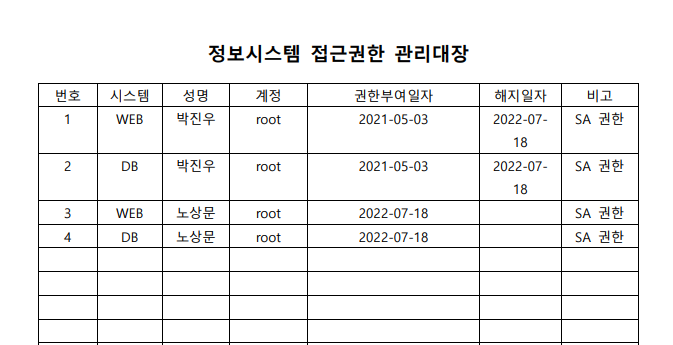 정보시스템 접근권한 관리대장
번호 시스템 성명 계정 권한부여일자 해지일자 비고
1 WEB 박진우 root 2021-05-03 2022-07-18 SA 권한
2 DB 박진우 root 2021-05-03 2022-07-18 SA 권한
3 WEB 노상문 root 2022-07-18 SA 권한
4 DB 노상문 root 2022-07-18 SA 권한